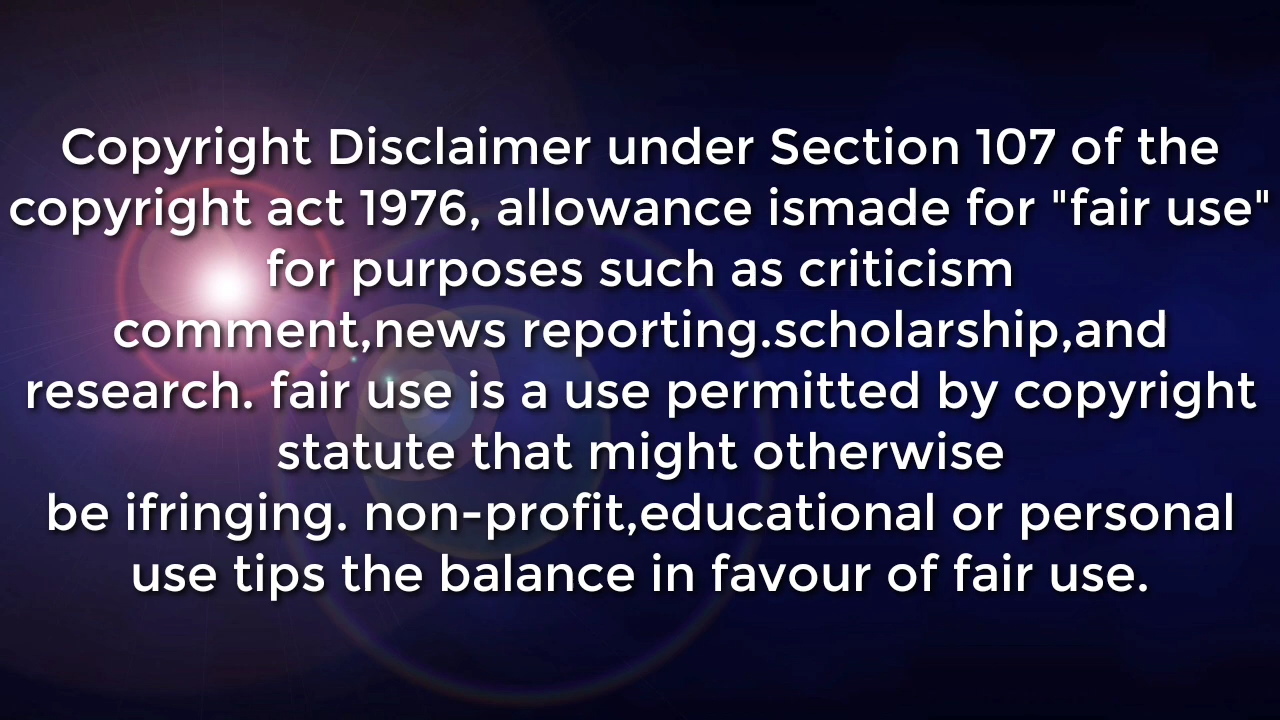 Copyright Disclaimer under Section 107 of the
copyright act 1976, allowance ismade for "fair use"
for purposes such as criticism
comment,news reporting.scholarship,and
research. fair use is a use permitted by copyright
statute that might otherwise
be ifringing. non-profit,educational or personal
use tips the balance in favour of fair use.